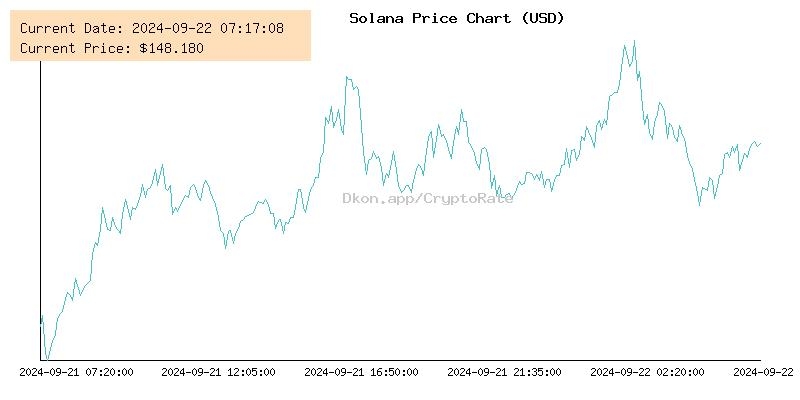 Solana Price Chart (USD)
Current Date: 2024-09-22 07:17:08
Current Price: $148.180
Dkon.app/CryptoRate
2024-09-21 07:20:00 2024-09-21 12:05:00 2024-09-21 16:50:00 2024-09-21 21:35:00 2024-09-22 02:20:00 2024-09-22